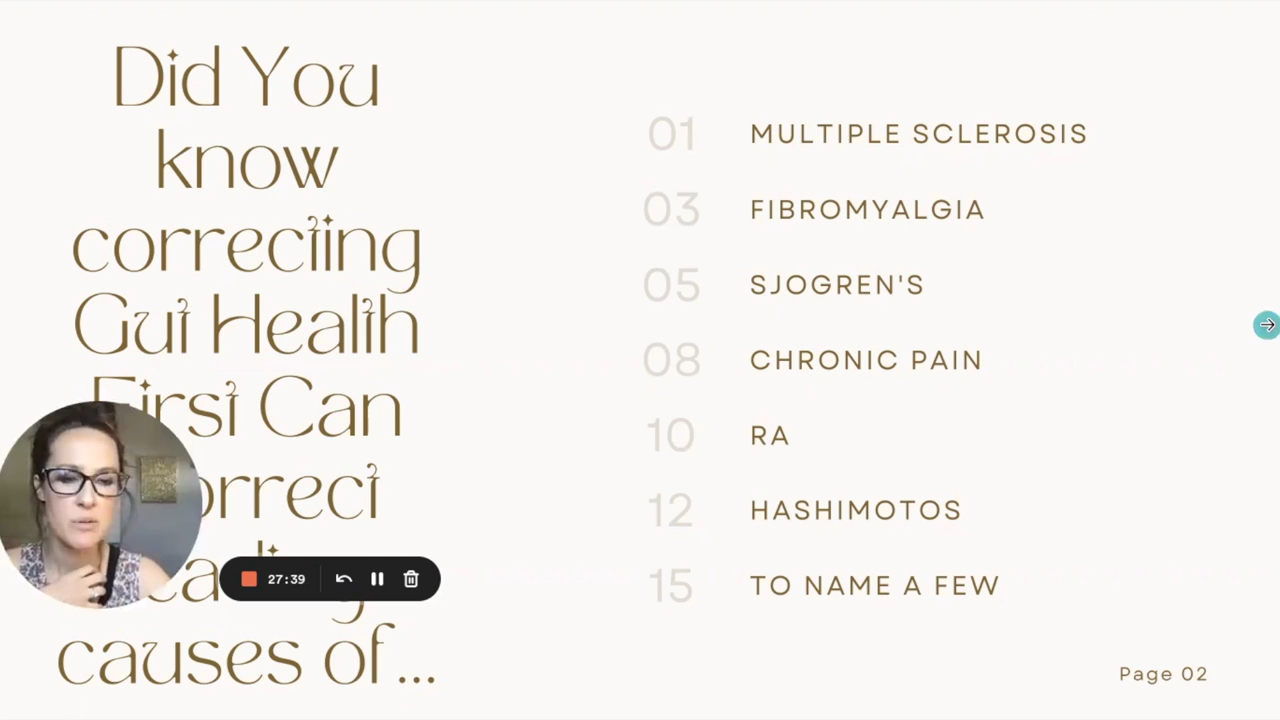 Did You
know
correcting
Gut Health
First Can
causes of...
01 MULTIPLE SCLEROSIS
03 FIBROMYALGIA
05 SJOGREN'S
08 CHRONIC PAIN
10 RA
12 HASHIMOTOS
15 TO NAME A FEW
27:39
Page 02